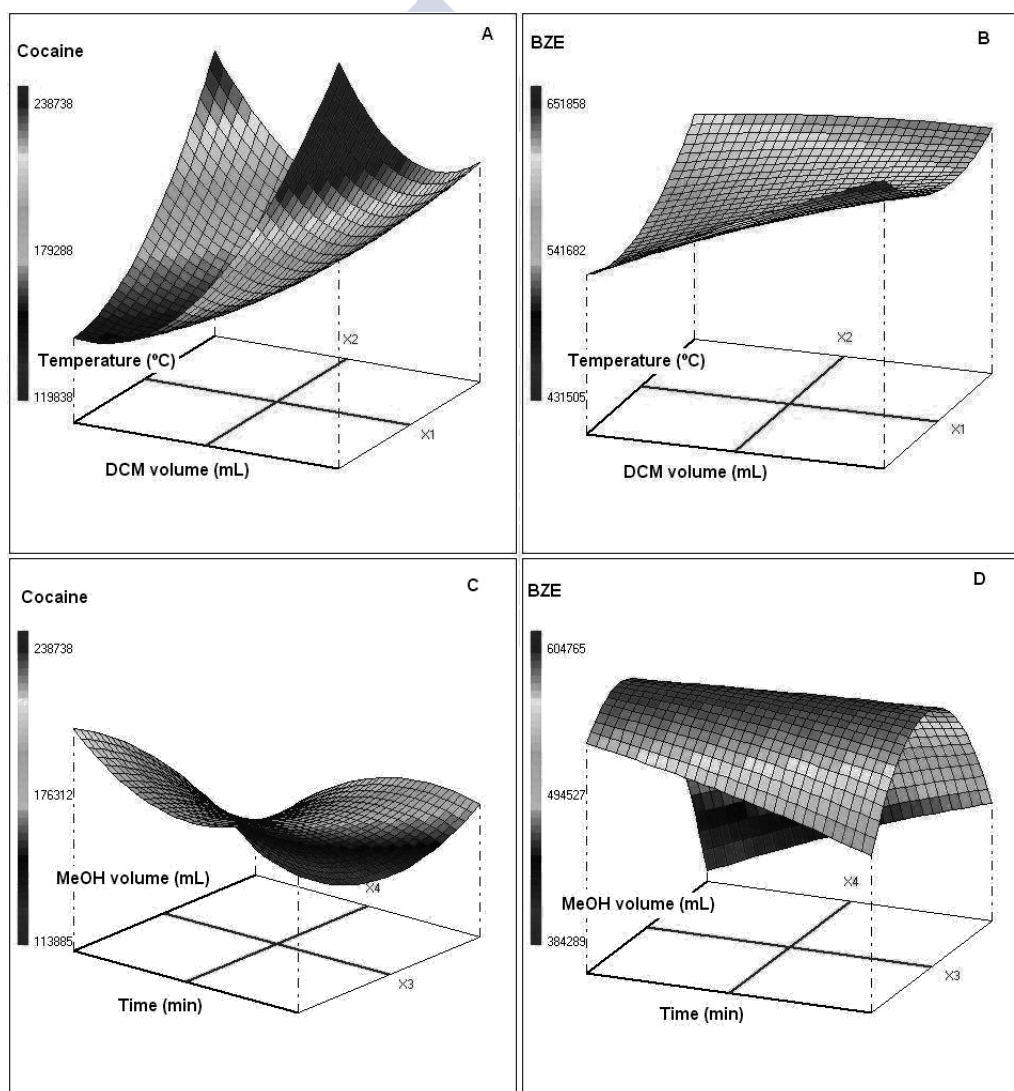 A
Cocaine
238738
179288
119838
Temperature (ºC)
X2
X1
DCM volume (mL)
B
BZE
651858
541682
431505
Temperature (ºC)
X2
X1
DCM volume (mL)
C
Cocaine
238738
176312
113885
MeOH volume (mL)
X4
X3
Time (min)
D
BZE
604765
494527
384289
MeOH volume (mL)
X4
X3
Time (min)